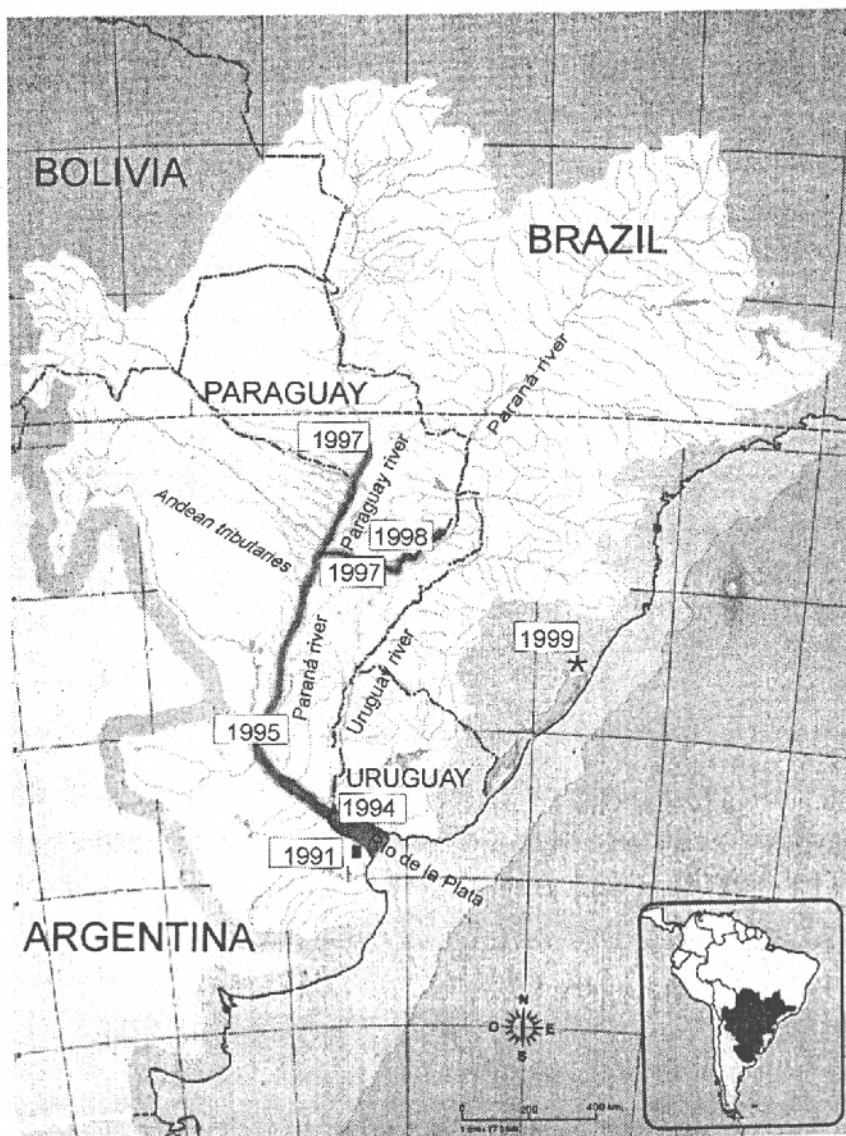 BOLIVIA
BRAZIL
PARAGUAY
Paraná river
1997
Paraguay river
Andean tributaries
1998
1997
1999
*
Paraná river
Uruguay river
1995
URUGUAY
1994
1991
Río de la Plata
ARGENTINA
N
O E
S
0 200 400 km.